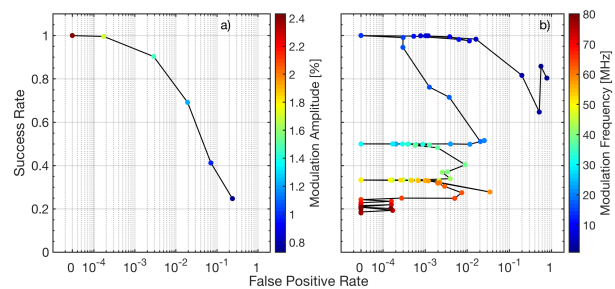 a)
b)
1
0.8
0.6
0.4
0.2
0
Success Rate
0 10⁻⁴ 10⁻³ 10⁻² 10⁻¹ 1
0 10⁻⁴ 10⁻³ 10⁻² 10⁻¹ 1
False Positive Rate
2.4
2.2
2
1.8
1.6
1.4
1.2
1
0.8
Modulation Amplitude [%]
80
70
60
50
40
30
20
10
Modulation Frequency [MHz]